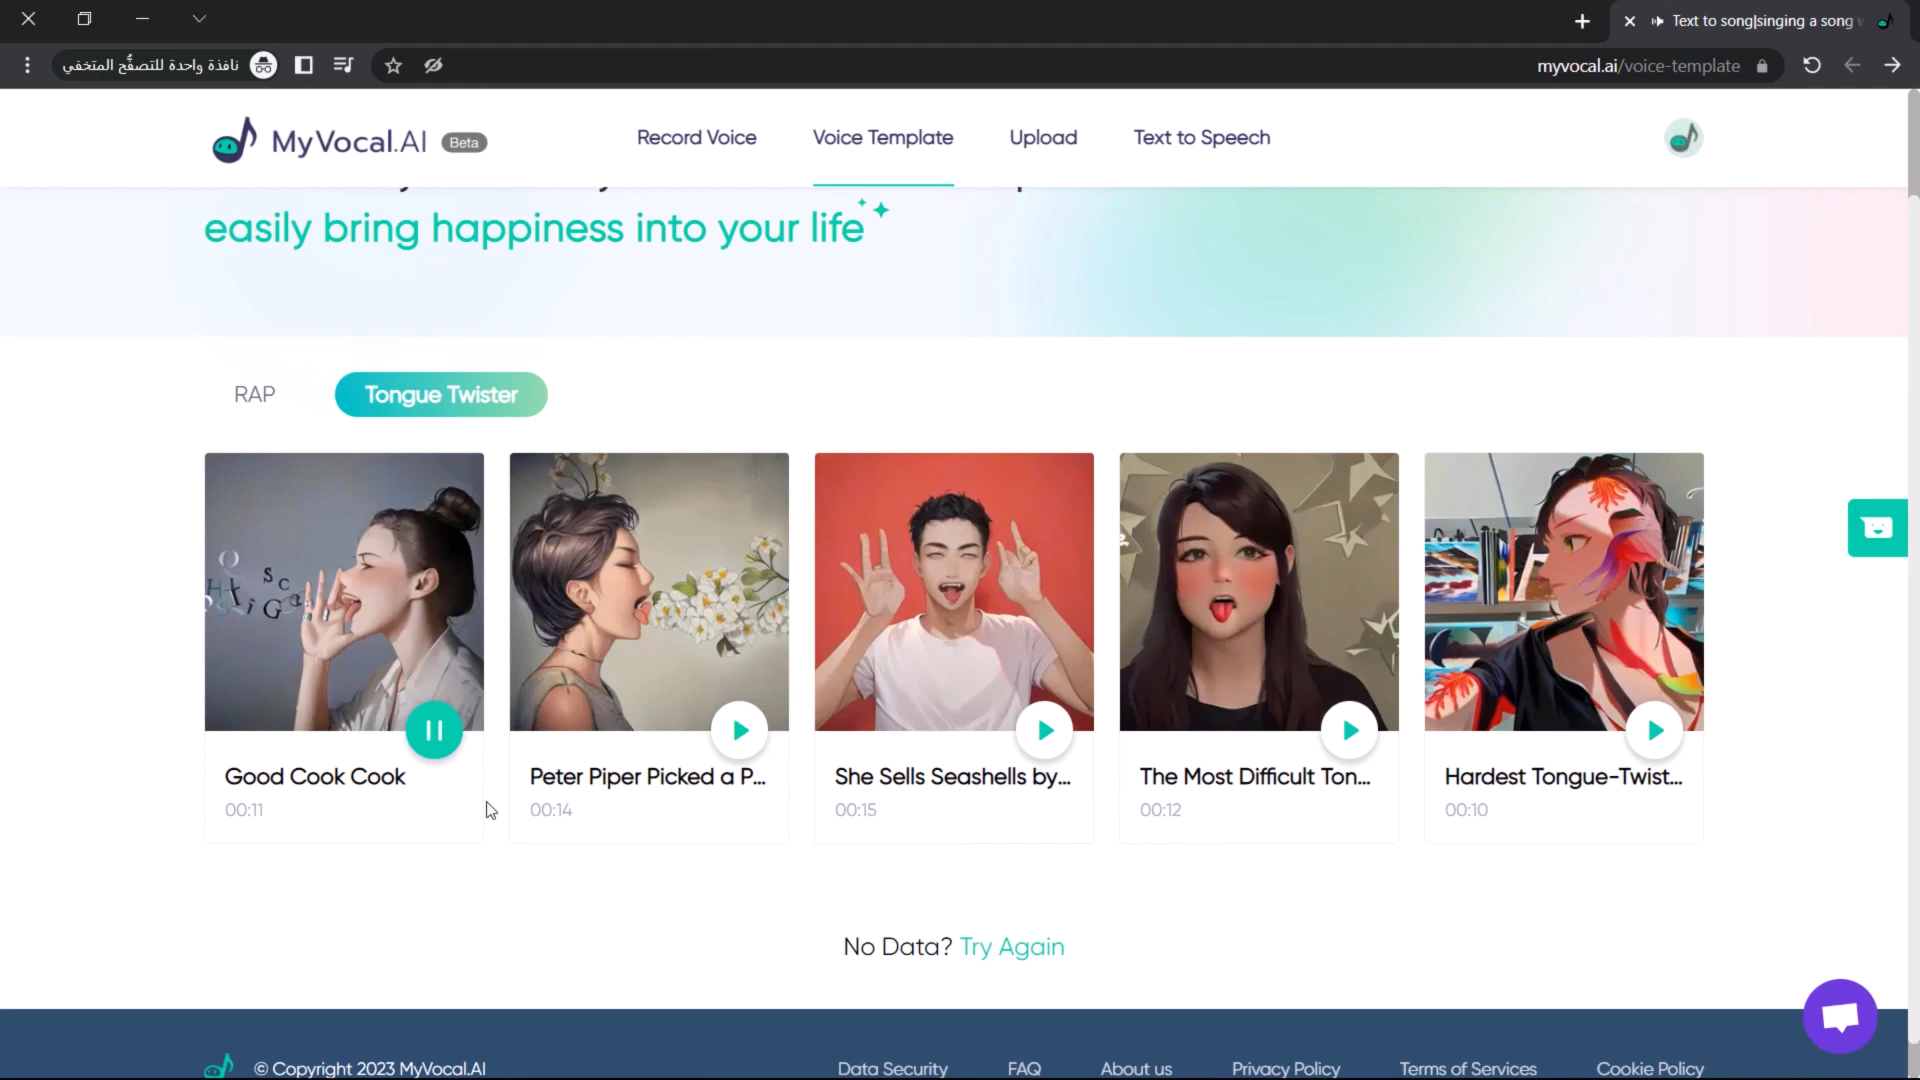 Text to song|singing a song
نافذة واحدة للتصفُّح المتخفي
myvocal.ai/voice-template
MyVocal.AI Beta
Record Voice
Voice Template
Upload
Text to Speech
easily bring happiness into your life
RAP
Tongue Twister
Good Cook Cook
00:11
Peter Piper Picked a P...
00:14
She Sells Seashells by...
00:15
The Most Difficult Ton...
00:12
Hardest Tongue-Twist...
00:10
No Data? Try Again
© Copyright 2023 MyVocal.AI
Data Security
FAQ
About us
Privacy Policy
Terms of Services
Cookie Policy